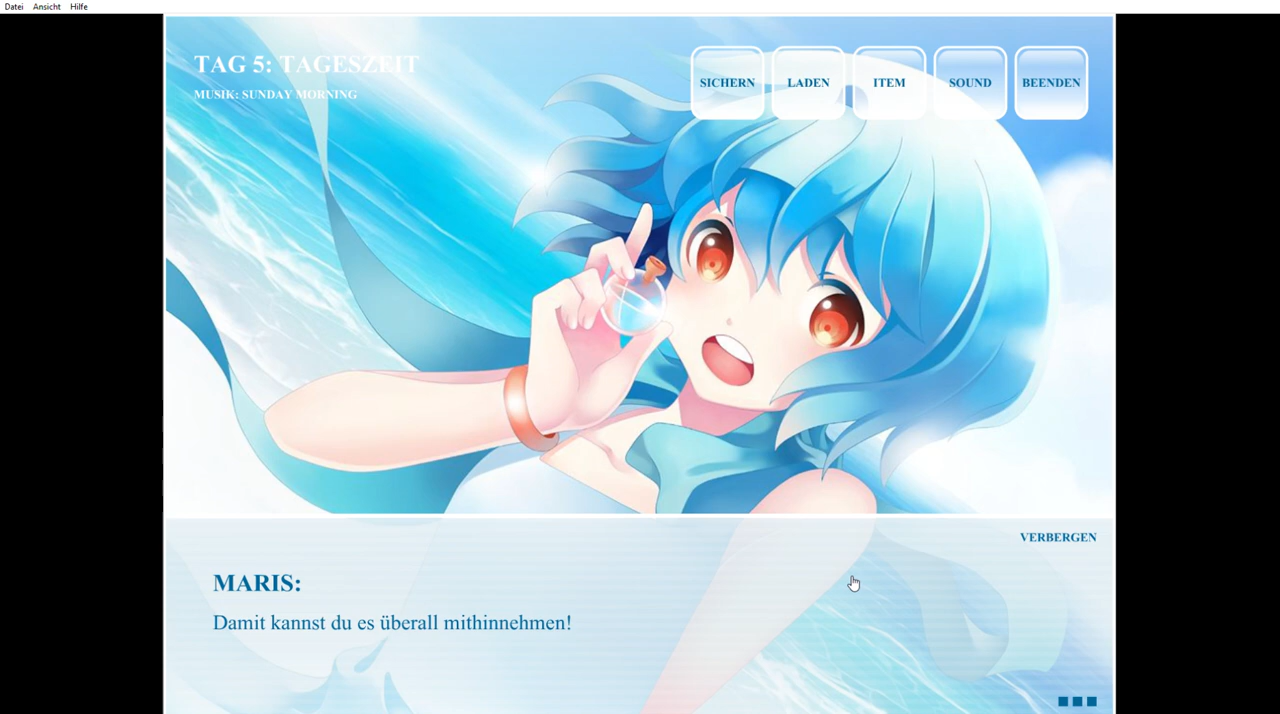 Datei Ansicht Hilfe
TAG 5: TAGESZEIT
MUSIK: SUNDAY MORNING
SICHERN LADEN ITEM SOUND BEENDEN
VERBERGEN
MARIS:
Damit kannst du es überall mithinnehmen!